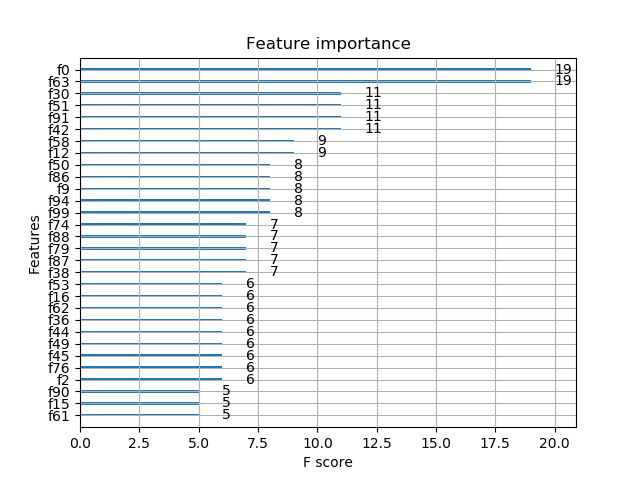 Feature importance
Features
f0 19
f63 19
f30 11
f51 11
f91 11
f42 11
f58 9
f12 9
f50 8
f86 8
f9 8
f94 8
f99 8
f74 7
f88 7
f79 7
f87 7
f38 7
f53 6
f16 6
f62 6
f36 6
f44 6
f49 6
f45 6
f76 6
f2 6
f90 5
f15 5
f61 5
0.0 2.5 5.0 7.5 10.0 12.5 15.0 17.5 20.0
F score